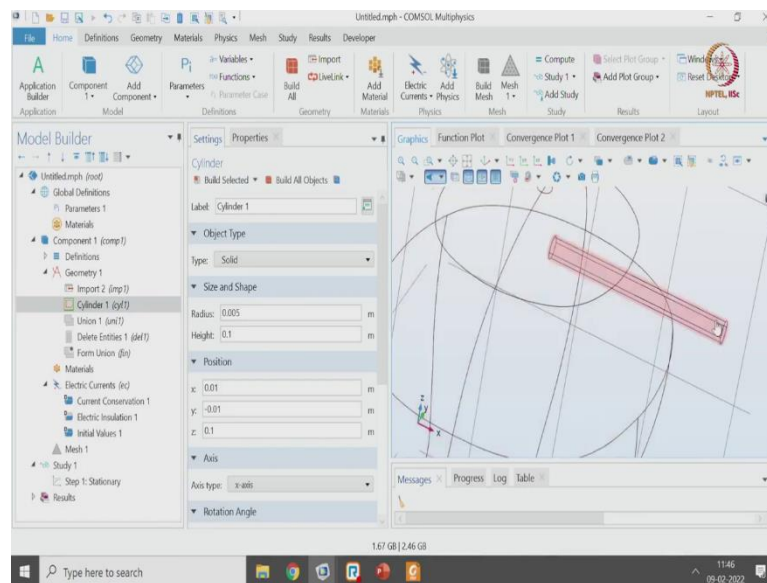 Untitled.mph - COMSOL Multiphysics
File Home Definitions Geometry Materials Physics Mesh Study Results Developer
Application Builder
Component 1
Add Component
Pi Parameters
a= Variables
f(x) Functions
Pi Parameter Case
Build All
Import
LiveLink
Add Material
Electric Currents
Add Physics
Build Mesh
Mesh 1
= Compute
Study 1
Add Study
Select Plot Group
Add Plot Group
Windows
Reset Desktop
NPTEL, IISc
Application Model Definitions Geometry Materials Physics Mesh Study Results Layout
Model Builder
Untitled.mph (root)
Global Definitions
Pi Parameters 1
Materials
Component 1 (comp1)
Definitions
Geometry 1
Import 2 (imp1)
Cylinder 1 (cyl1)
Union 1 (uni1)
Delete Entities 1 (del1)
Form Union (fin)
Materials
Electric Currents (ec)
Current Conservation 1
Electric Insulation 1
Initial Values 1
Mesh 1
Study 1
Step 1: Stationary
Results
Settings Properties
Cylinder
Build Selected Build All Objects
Label: Cylinder 1
Object Type
Type: Solid
Size and Shape
Radius: 0.005 m
Height: 0.1 m
Position
x: 0.01 m
y: -0.01 m
z: 0.1 m
Axis
Axis type: x-axis
Rotation Angle
Graphics Function Plot Convergence Plot 1 Convergence Plot 2
z
y
x
Messages Progress Log Table
1.67 GB | 2.46 GB
Type here to search
11:46
09-02-2022